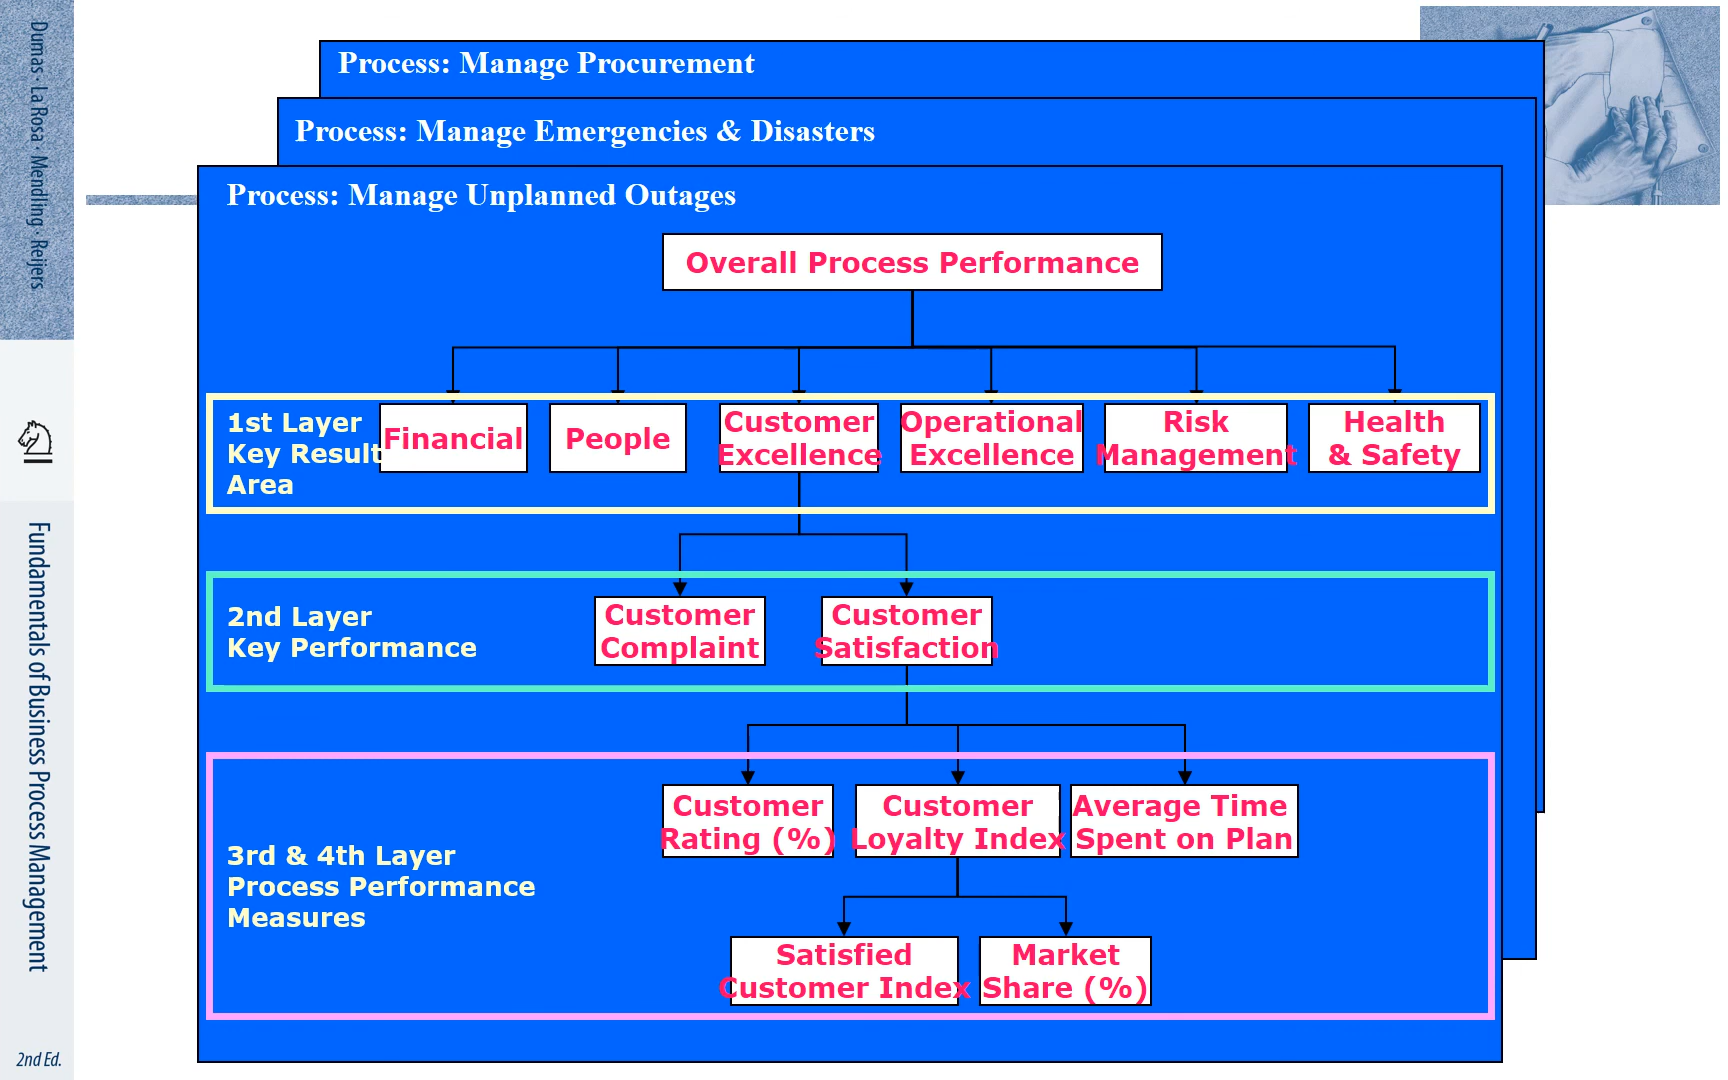 Dumas · La Rosa · Mendling · Reijers
Fundamentals of Business Process Management
2nd Ed.
Process: Manage Procurement
Process: Manage Emergencies & Disasters
Process: Manage Unplanned Outages
Overall Process Performance
1st Layer
Key Result
Area
Financial
People
Customer
Excellence
Operational
Excellence
Risk
Management
Health
& Safety
2nd Layer
Key Performance
Customer
Complaint
Customer
Satisfaction
3rd & 4th Layer
Process Performance
Measures
Customer
Rating (%)
Customer
Loyalty Index
Average Time
Spent on Plan
Satisfied
Customer Index
Market
Share (%)